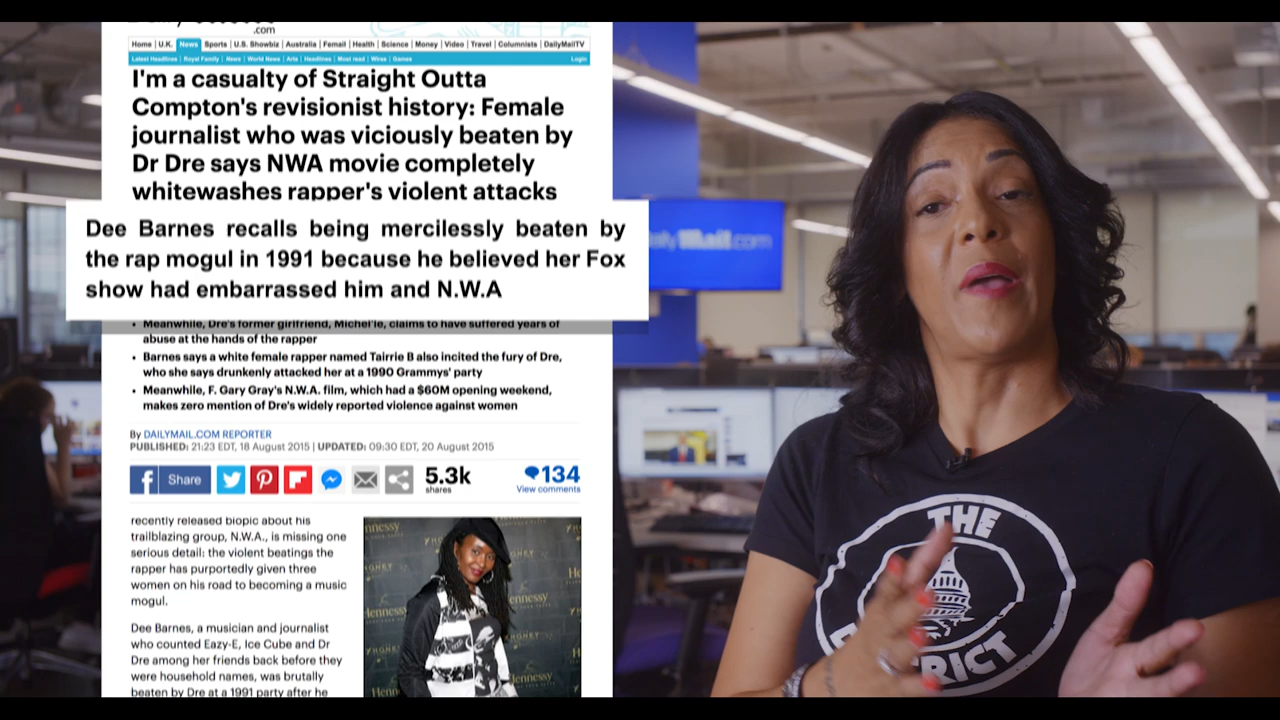 .com
Home | U.K. | News | Sports | U.S. Showbiz | Australia | Femail | Health | Science | Money | Video | Travel | Columnists | DailyMailTV
Latest Headlines | Royal Family | News | World News | Arts | Headlines | Most read | Wires | Games Login
I'm a casualty of Straight Outta
Compton's revisionist history: Female
journalist who was viciously beaten by
Dr Dre says NWA movie completely
whitewashes rapper's violent attacks
Dee Barnes recalls being mercilessly beaten by
the rap mogul in 1991 because he believed her Fox
show had embarrassed him and N.W.A
• Meanwhile, Dre's former girlfriend, Michel'le, claims to have suffered years of
abuse at the hands of the rapper
• Barnes says a white female rapper named Tairrie B also incited the fury of Dre,
who she says drunkenly attacked her at a 1990 Grammys' party
• Meanwhile, F. Gary Gray's N.W.A. film, which had a $60M opening weekend,
makes zero mention of Dre's widely reported violence against women
By DAILYMAIL.COM REPORTER
PUBLISHED: 21:23 EDT, 18 August 2015 | UPDATED: 09:30 EDT, 20 August 2015
Share
5.3k
shares
134
View comments
recently released biopic about his
trailblazing group, N.W.A., is missing one
serious detail: the violent beatings the
rapper has purportedly given three
women on his road to becoming a music
mogul.
Dee Barnes, a musician and journalist
who counted Eazy-E, Ice Cube and Dr
Dre among her friends back before they
were household names, was brutally
beaten by Dre at a 1991 party after he
Hennessy
Hennessy
Hennessy
Mail.com
THE
RICT